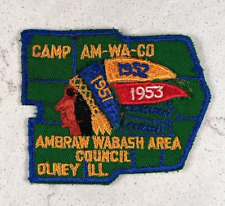 CAMP AM-WA-CO
1951
1952
1953
AMBRAW WABASH AREA
COUNCIL
OLNEY ILL.